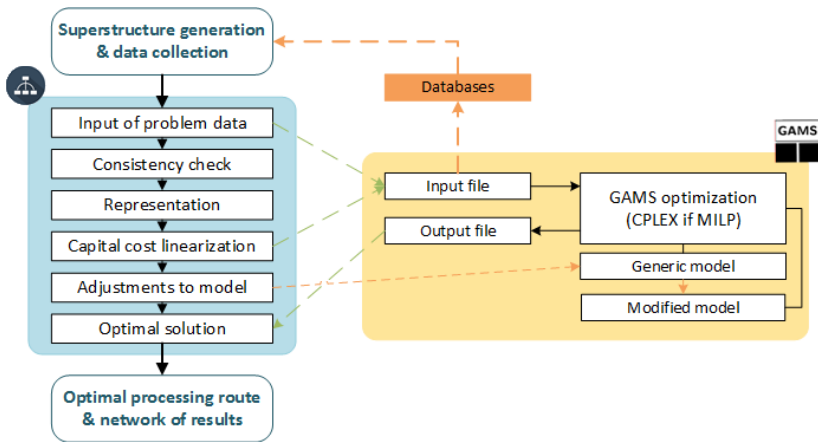 Superstructure generation
& data collection
Input of problem data
Consistency check
Representation
Capital cost linearization
Adjustments to model
Optimal solution
Optimal processing route
& network of results
Databases
GAMS
Input file
Output file
GAMS optimization
(CPLEX if MILP)
Generic model
Modified model